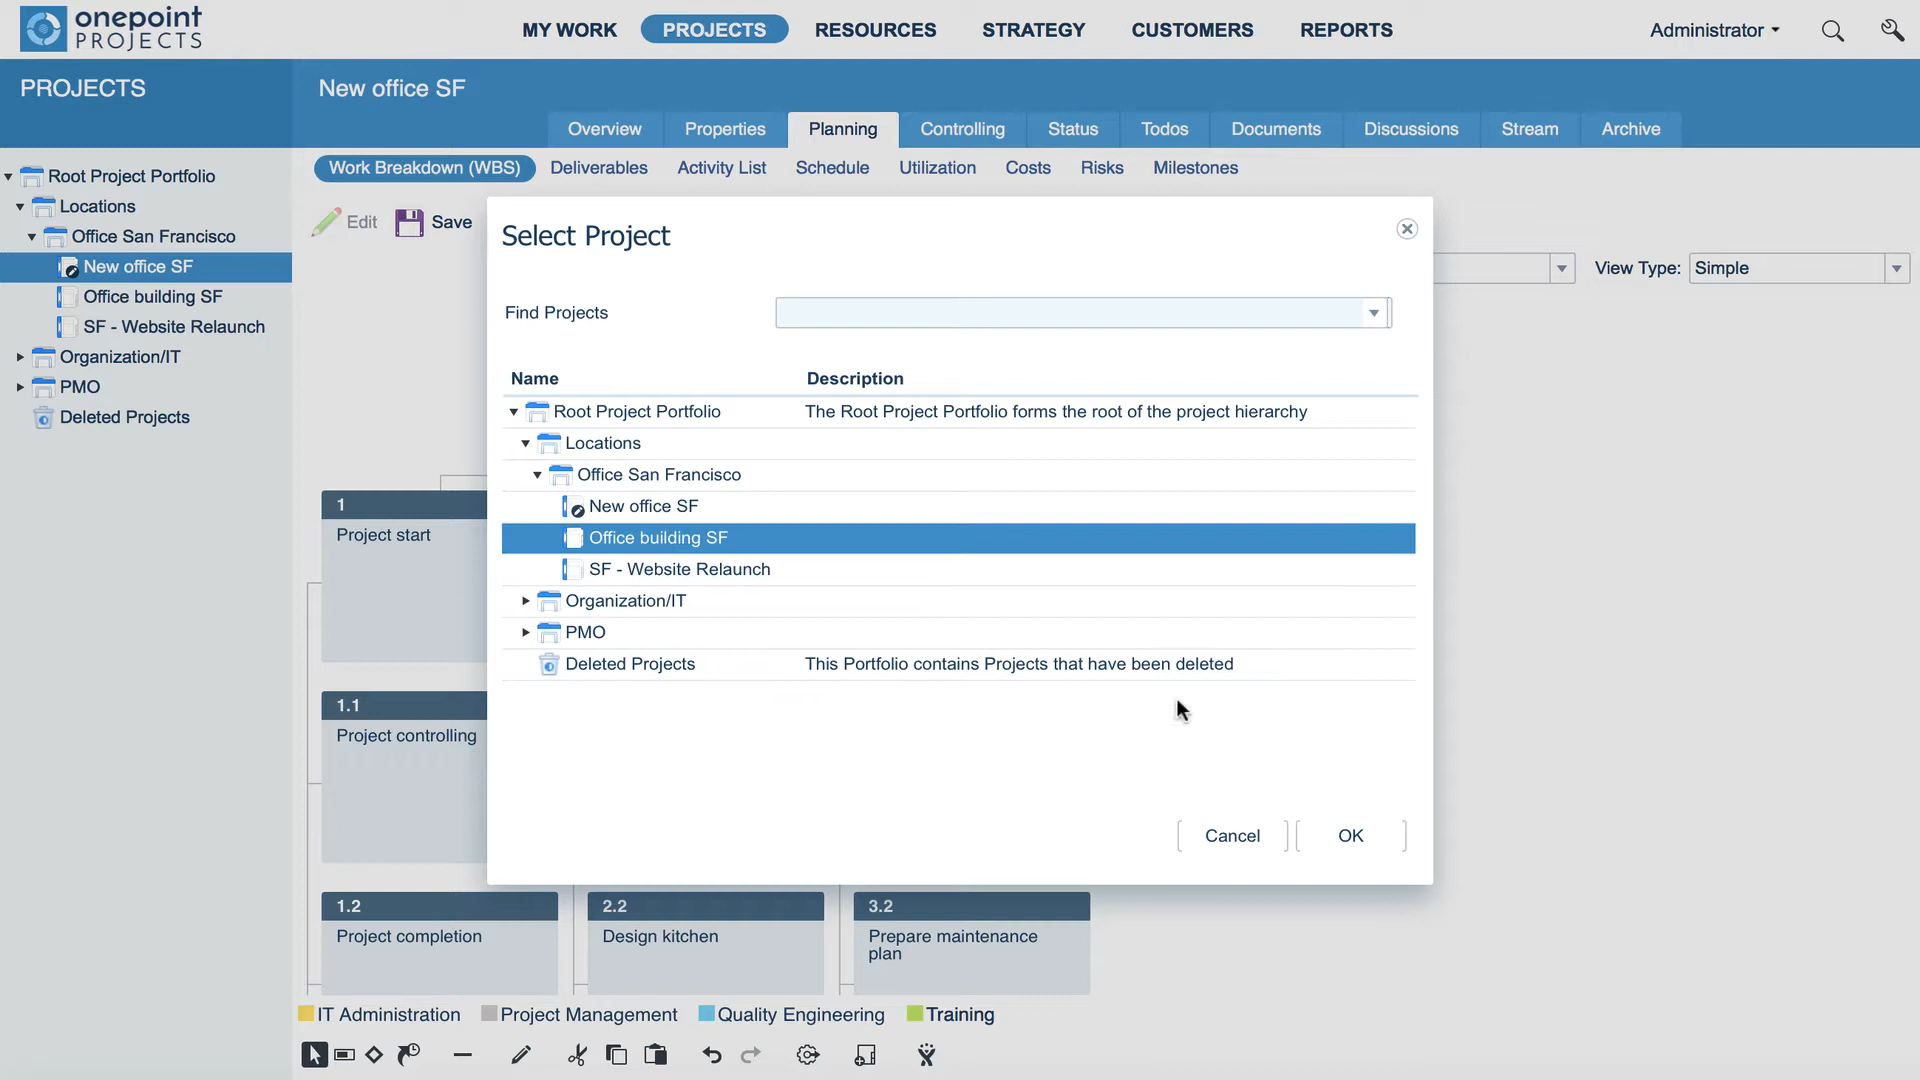 onepoint
PROJECTS
MY WORK
PROJECTS
RESOURCES
STRATEGY
CUSTOMERS
REPORTS
Administrator
PROJECTS
New office SF
Overview
Properties
Planning
Controlling
Status
Todos
Documents
Discussions
Stream
Archive
Work Breakdown (WBS)
Deliverables
Activity List
Schedule
Utilization
Costs
Risks
Milestones
Root Project Portfolio
Locations
Office San Francisco
New office SF
Office building SF
SF - Website Relaunch
Organization/IT
PMO
Deleted Projects
Edit
Save
View Type:
Simple
Select Project
Find Projects
Name
Description
Root Project Portfolio
The Root Project Portfolio forms the root of the project hierarchy
Locations
Office San Francisco
New office SF
Office building SF
SF - Website Relaunch
Organization/IT
PMO
Deleted Projects
This Portfolio contains Projects that have been deleted
Cancel
OK
1
Project start
1.1
Project controlling
1.2
Project completion
2.2
Design kitchen
3.2
Prepare maintenance
plan
IT Administration
Project Management
Quality Engineering
Training